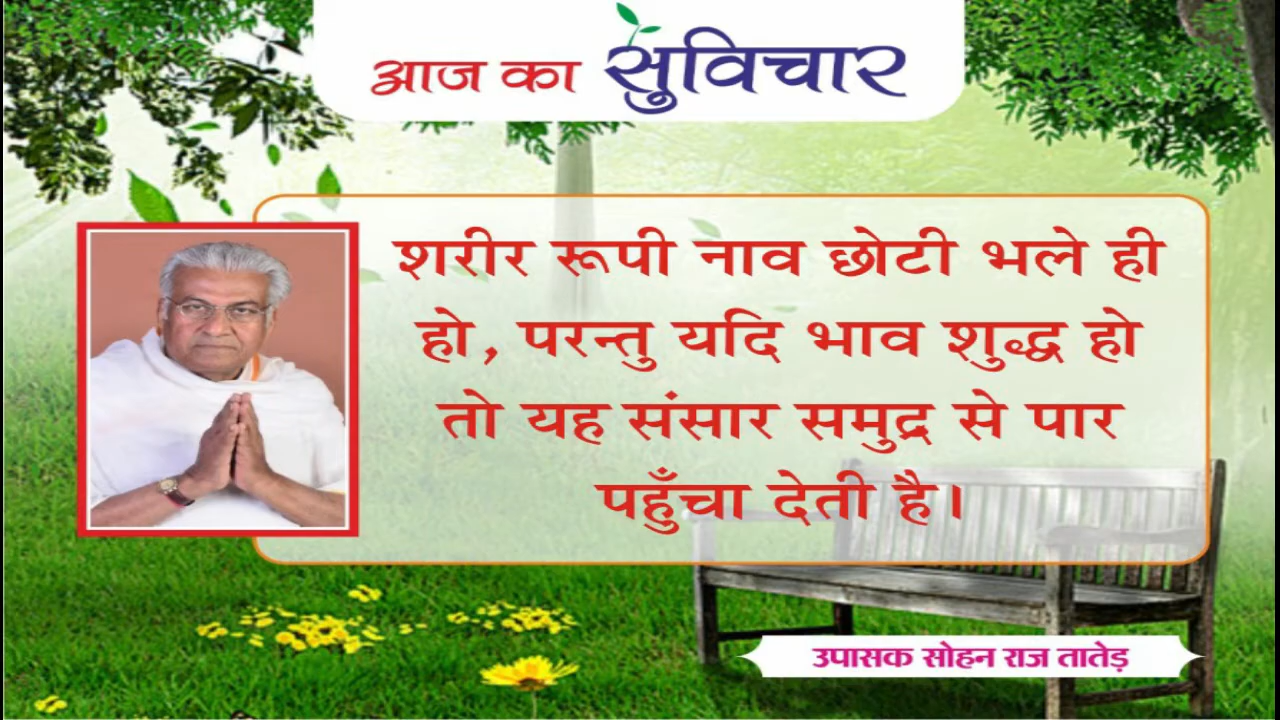 आज का सुविचार
शरीर रूपी नाव छोटी भले ही
हो, परन्तु यदि भाव शुद्ध हो
तो यह संसार समुद्र से पार
पहुँचा देती है।
उपासक सोहन राज तातेड़